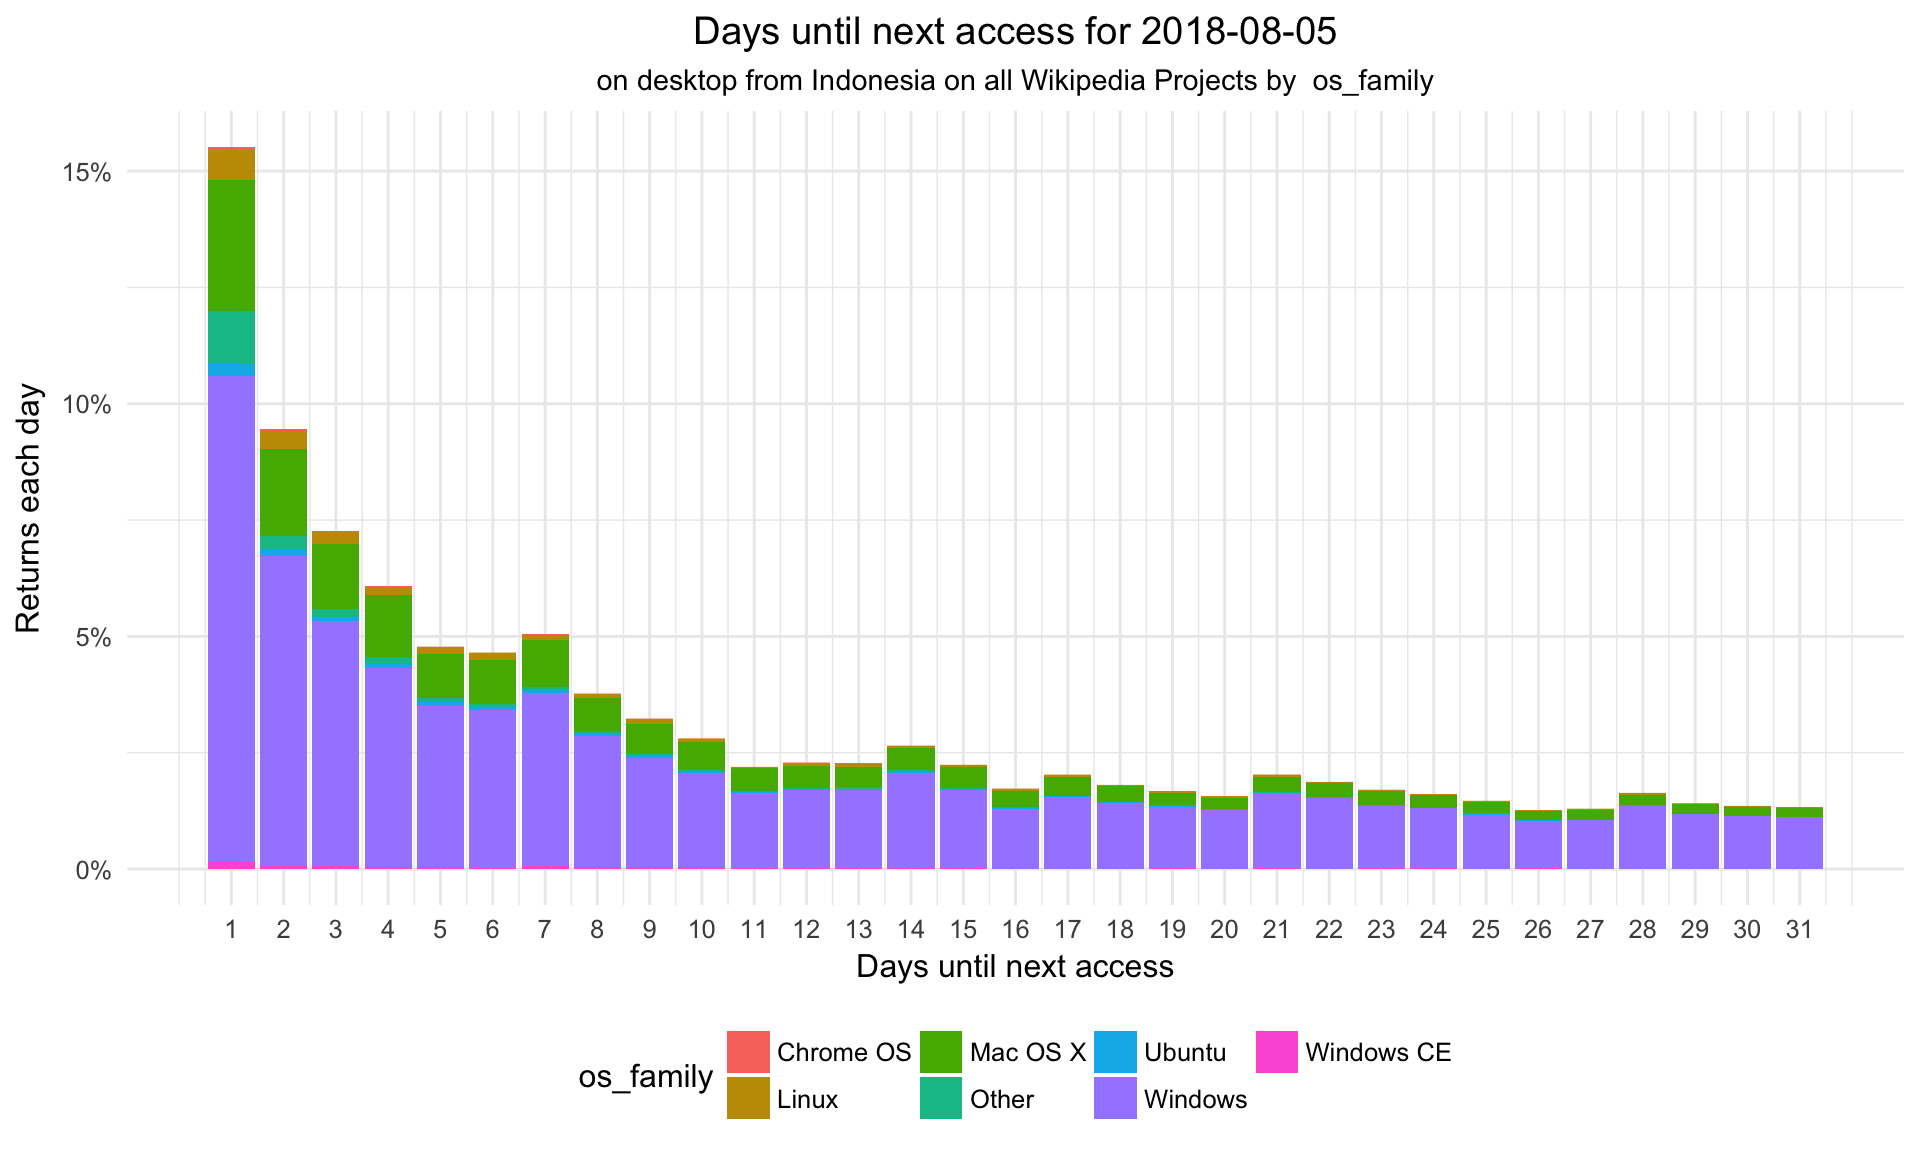 Days until next access for 2018-08-05
on desktop from Indonesia on all Wikipedia Projects by  os_family
Returns each day
15%
10%
5%
0%
1 2 3 4 5 6 7 8 9 10 11 12 13 14 15 16 17 18 19 20 21 22 23 24 25 26 27 28 29 30 31
Days until next access
os_family
Chrome OS Mac OS X Ubuntu Windows CE
Linux Other Windows